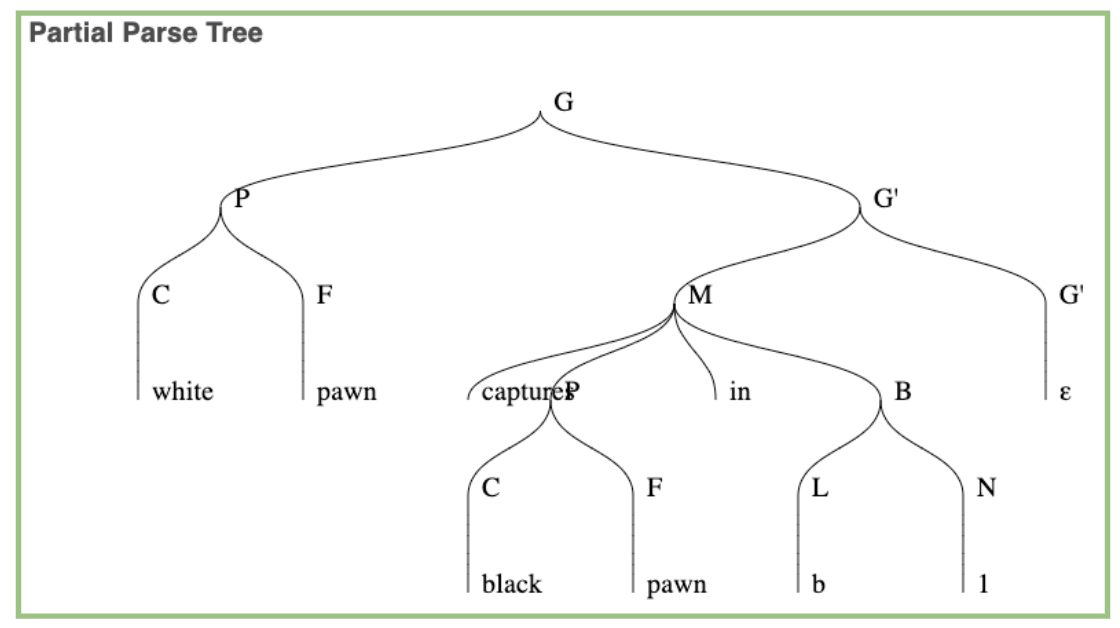 Partial Parse Tree
G
P G'
C F M G'
white pawn captures P in B ε
C F L N
black pawn b 1